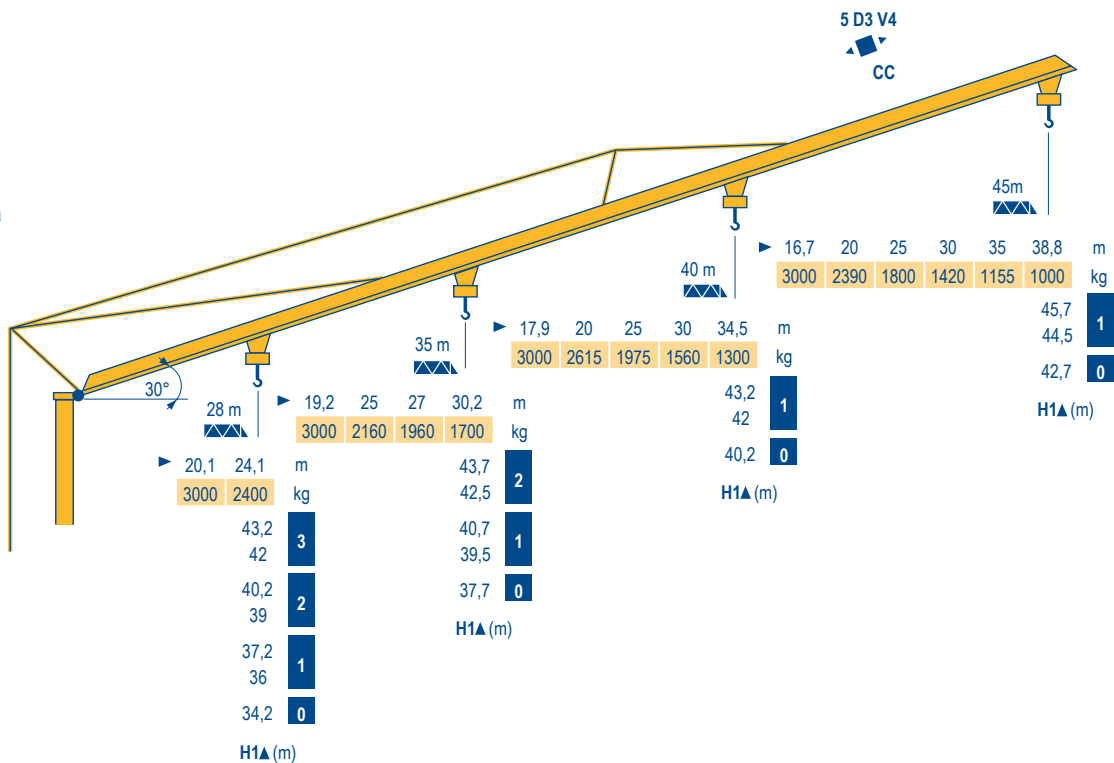 5 D3 V4
CC
30°
45m
► 16,7 20 25 30 35 38,8 m
3000 2390 1800 1420 1155 1000 kg
45,7
44,5
1
42,7 0
H1▲ (m)
40 m
► 17,9 20 25 30 34,5 m
3000 2615 1975 1560 1300 kg
43,2
42
1
40,2 0
H1▲ (m)
35 m
► 19,2 25 27 30,2 m
3000 2160 1960 1700 kg
43,7
42,5
2
40,7
39,5
1
37,7 0
H1▲ (m)
28 m
► 20,1 24,1 m
3000 2400 kg
43,2
42
3
40,2
39
2
37,2
36
1
34,2 0
H1▲ (m)